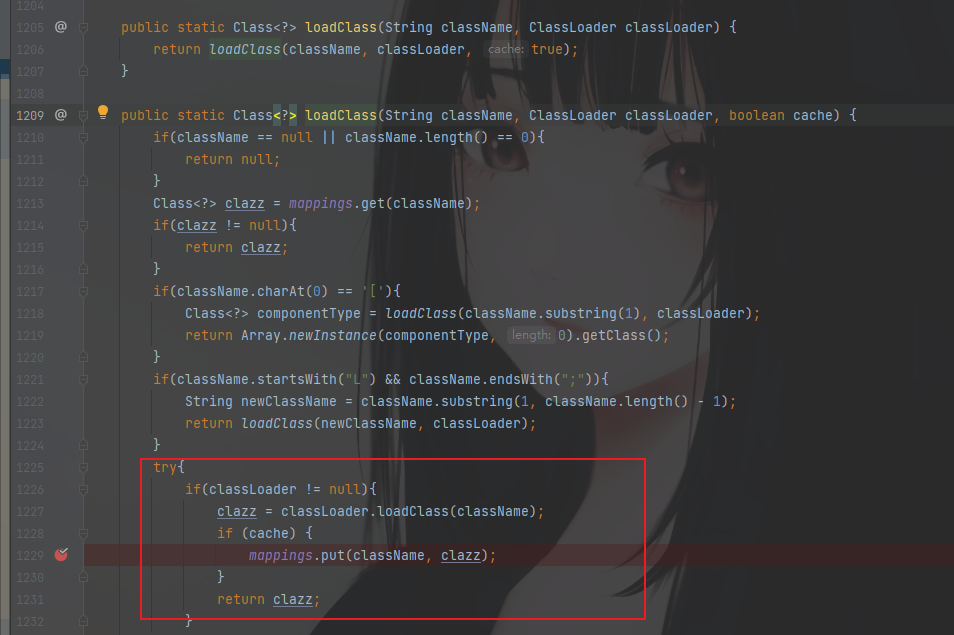 1204
1205 @ public static Class<?> loadClass(String className, ClassLoader classLoader) {
1206 return loadClass(className, classLoader, cache: true);
1207 }
1208
1209 @ public static Class<?> loadClass(String className, ClassLoader classLoader, boolean cache) {
1210 if(className == null || className.length() == 0){
1211 return null;
1212 }
1213 Class<?> clazz = mappings.get(className);
1214 if(clazz != null){
1215 return clazz;
1216 }
1217 if(className.charAt(0) == '['){
1218 Class<?> componentType = loadClass(className.substring(1), classLoader);
1219 return Array.newInstance(componentType, length: 0).getClass();
1220 }
1221 if(className.startsWith("L") && className.endsWith(";")){
1222 String newClassName = className.substring(1, className.length() - 1);
1223 return loadClass(newClassName, classLoader);
1224 }
1225 try{
1226 if(classLoader != null){
1227 clazz = classLoader.loadClass(className);
1228 if (cache) {
1229 mappings.put(className, clazz);
1230 }
1231 return clazz;
1232 }